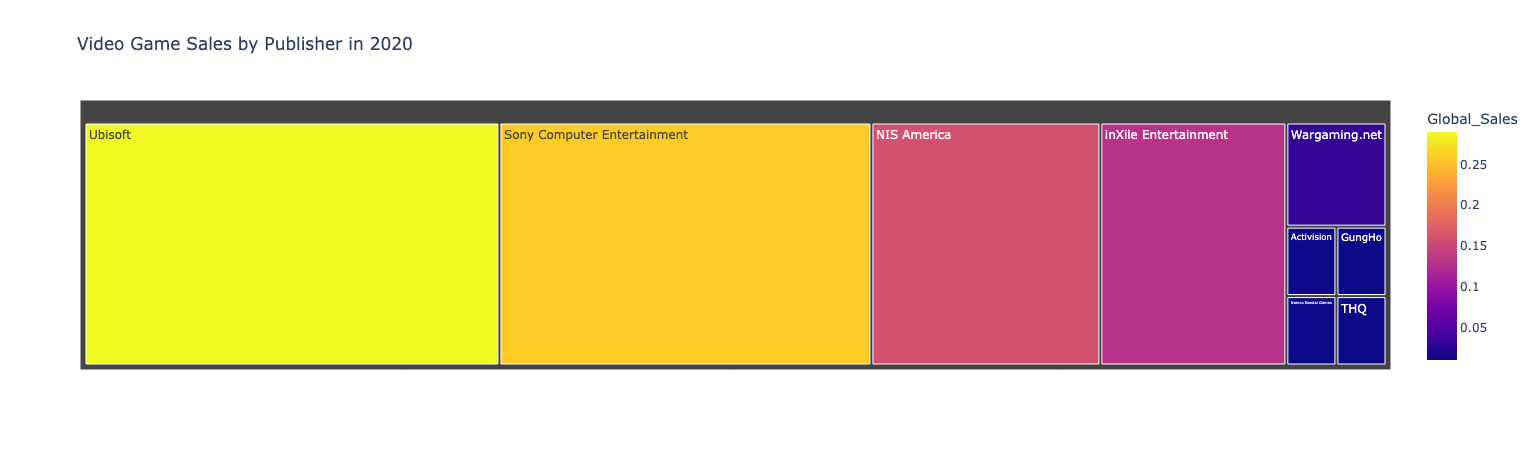 Video Game Sales by Publisher in 2020
Ubisoft
Sony Computer Entertainment
NIS America
inXile Entertainment
Wargaming.net
Activision
GungHo
Namco Bandai Games
THQ
Global_Sales
0.25
0.2
0.15
0.1
0.05